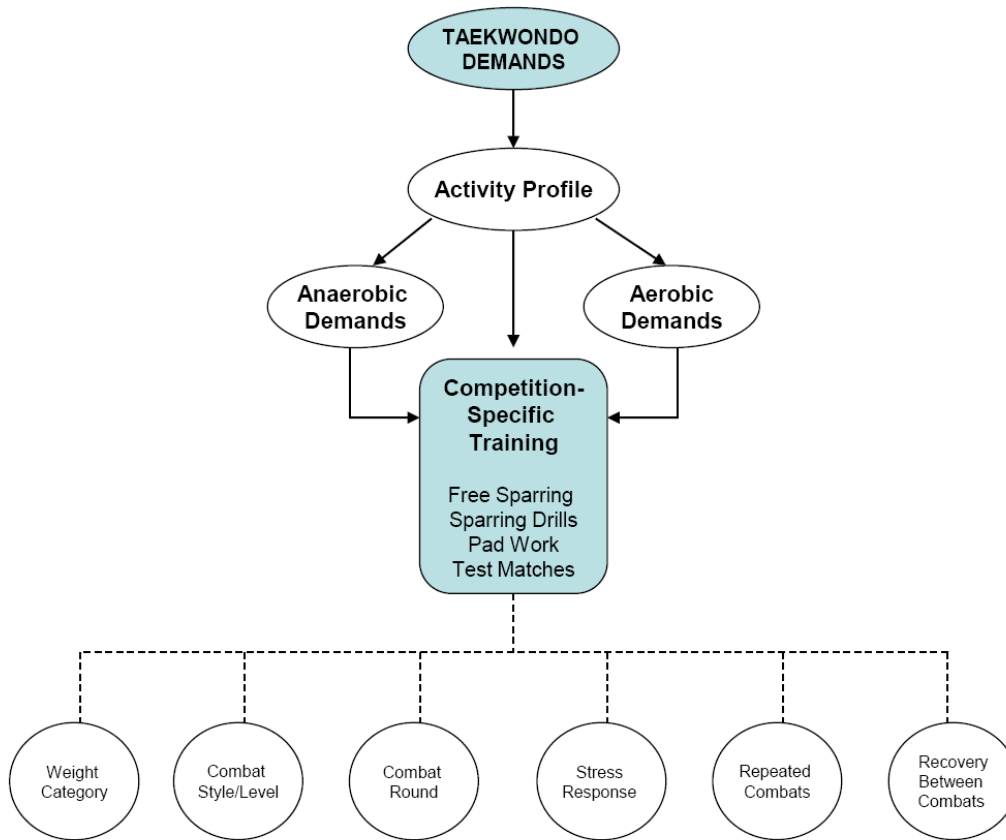 TAEKWONDO
DEMANDS
Activity Profile
Anaerobic
Demands
Aerobic
Demands
Competition-
Specific
Training
Free Sparring
Sparring Drills
Pad Work
Test Matches
Weight
Category
Combat
Style/Level
Combat
Round
Stress
Response
Repeated
Combats
Recovery
Between
Combats